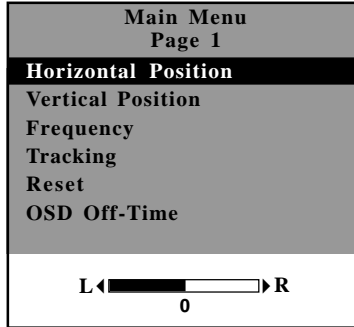 Main Menu
Page 1
Horizontal Position
Vertical Position
Frequency
Tracking
Reset
OSD Off-Time
L R
0